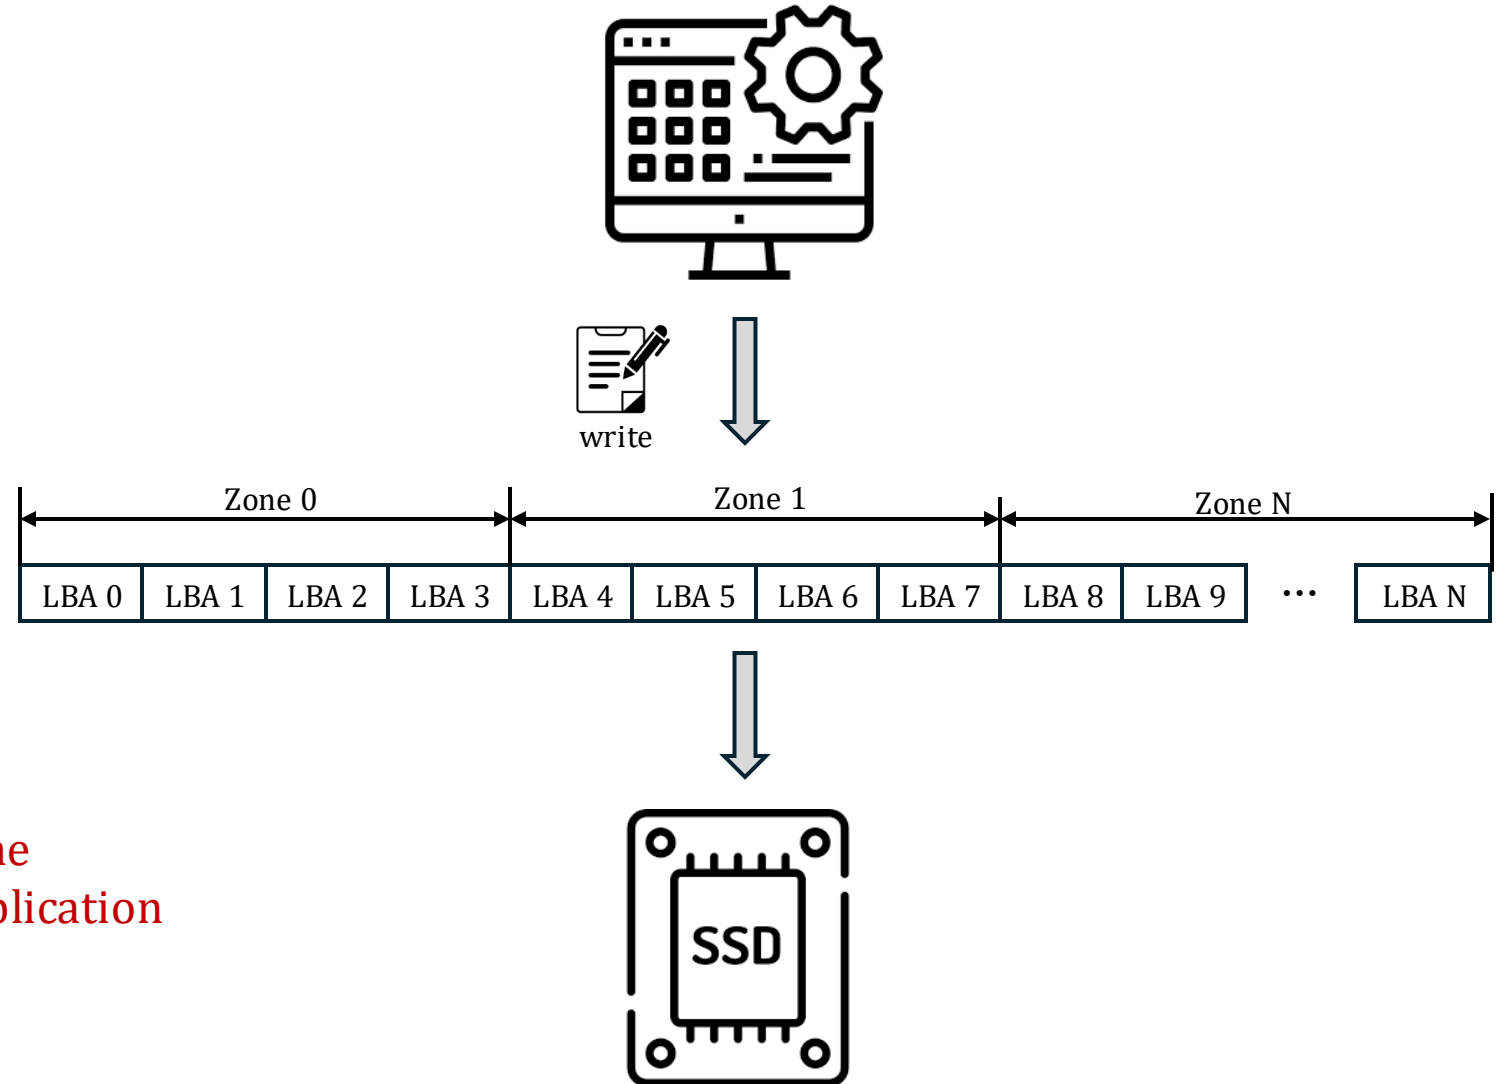 write
Zone 0 Zone 1 Zone N
LBA 0 LBA 1 LBA 2 LBA 3 LBA 4 LBA 5 LBA 6 LBA 7 LBA 8 LBA 9 ... LBA N
SSD